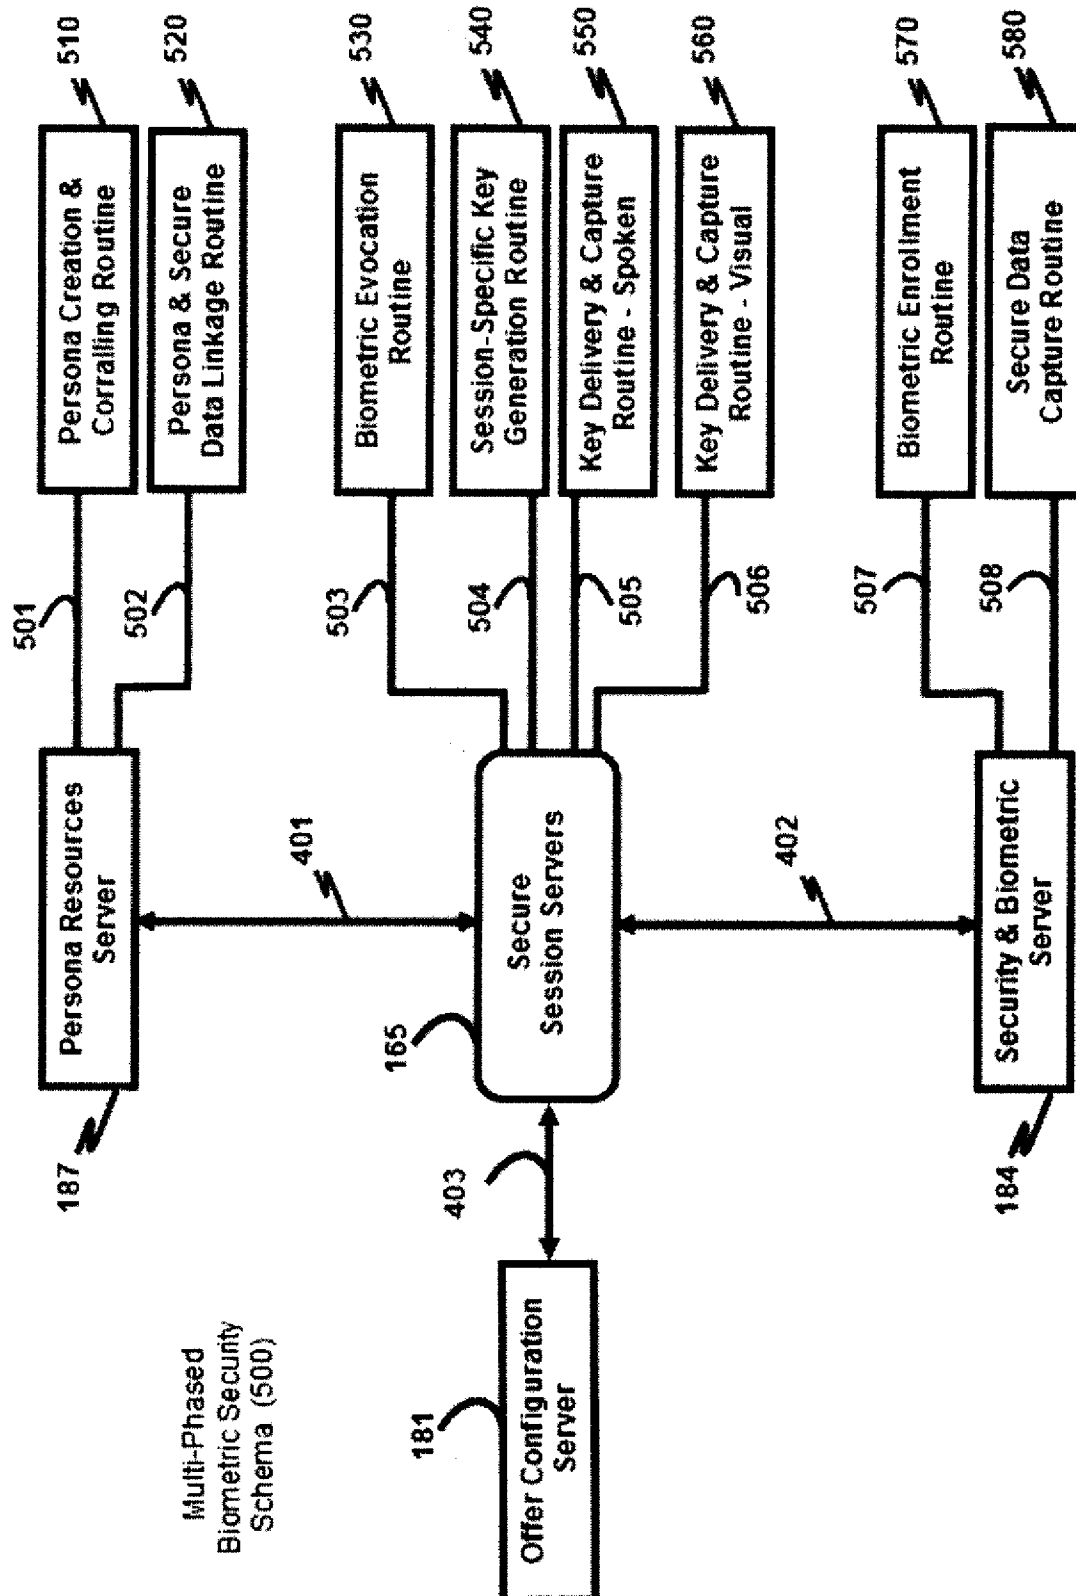 Multi-Phased
Biometric Security
Schema (500)
510
Persona Creation &
Corralling Routine
501
520
Persona & Secure
Data Linkage Routine
502
187
Persona Resources
Server
401
530
Biometric Evocation
Routine
503
540
Session-Specific Key
Generation Routine
504
550
Key Delivery & Capture
Routine - Spoken
505
560
Key Delivery & Capture
Routine - Visual
506
165
Secure
Session Servers
403
181
Offer Configuration
Server
402
570
Biometric Enrollment
Routine
507
580
Secure Data
Capture Routine
508
184
Security & Biometric
Server